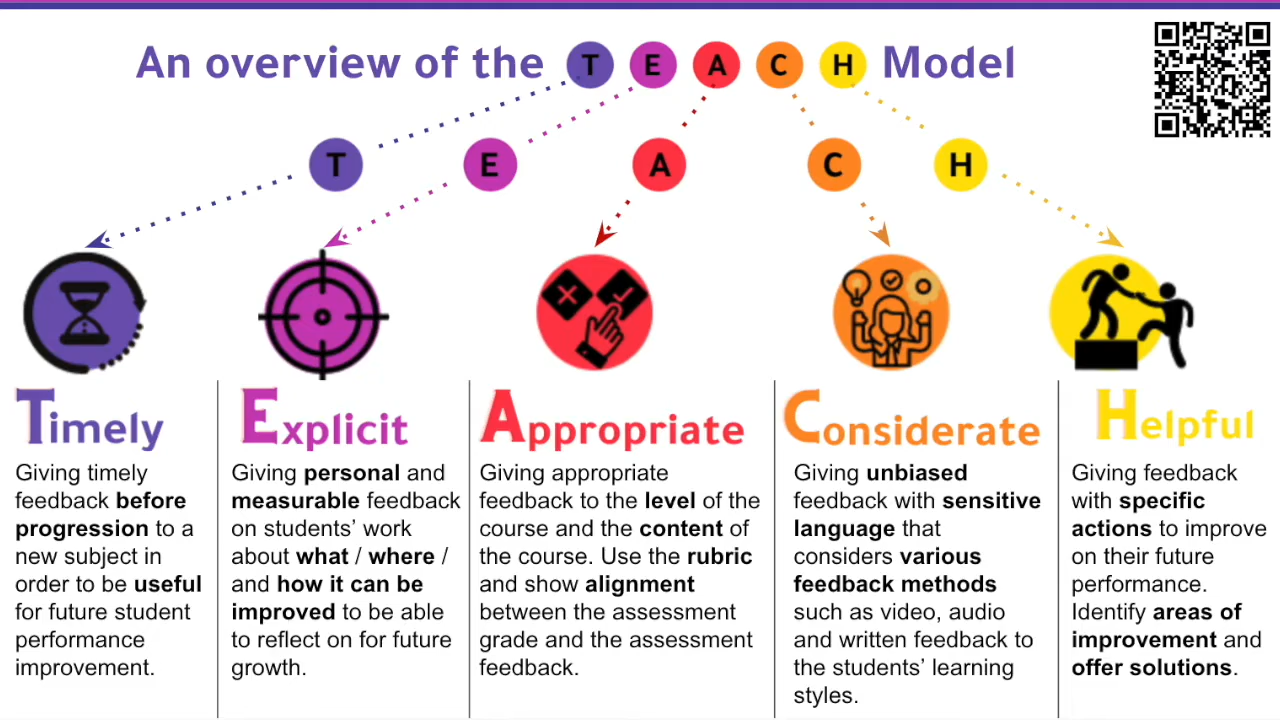 An overview of the T E A C H Model
T E A C H
Timely
Giving timely
feedback before
progression to a
new subject in
order to be useful
for future student
performance
improvement.
Explicit
Giving personal and
measurable feedback
on students’ work
about what / where /
and how it can be
improved to be able
to reflect on for future
growth.
Appropriate
Giving appropriate
feedback to the level of the
course and the content of
the course. Use the rubric
and show alignment
between the assessment
grade and the assessment
feedback.
Considerate
Giving unbiased
feedback with sensitive
language that
considers various
feedback methods
such as video, audio
and written feedback to
the students’ learning
styles.
Helpful
Giving feedback
with specific
actions to improve
on their future
performance.
Identify areas of
improvement and
offer solutions.